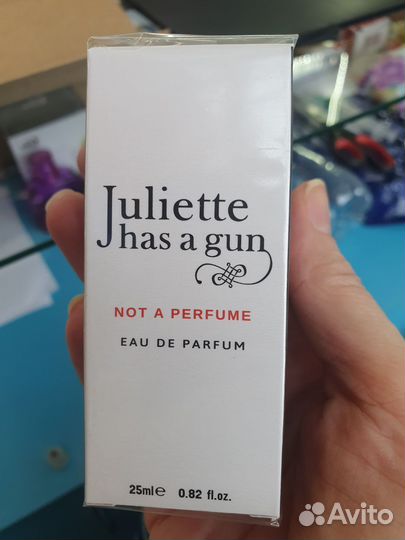 Juliette
has a gun
NOT A PERFUME
EAU DE PARFUM
25ml℮ 0.82 fl.oz.
Avito